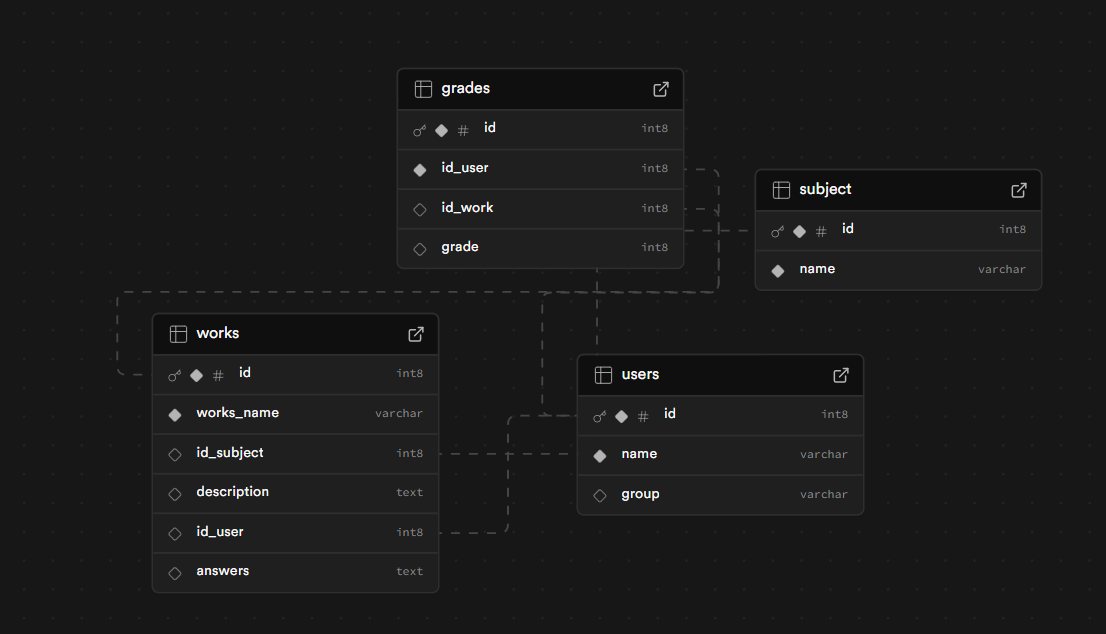 grades
# id int8
id_user int8
id_work int8
grade int8
subject
# id int8
name varchar
works
# id int8
works_name varchar
id_subject int8
description text
id_user int8
answers text
users
# id int8
name varchar
group varchar